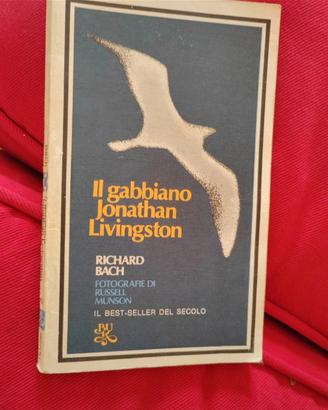 Il gabbiano
Jonathan
Livingston
RICHARD
BACH
FOTOGRAFIE DI
RUSSELL
MUNSON
IL BEST-SELLER DEL SECOLO
BUR